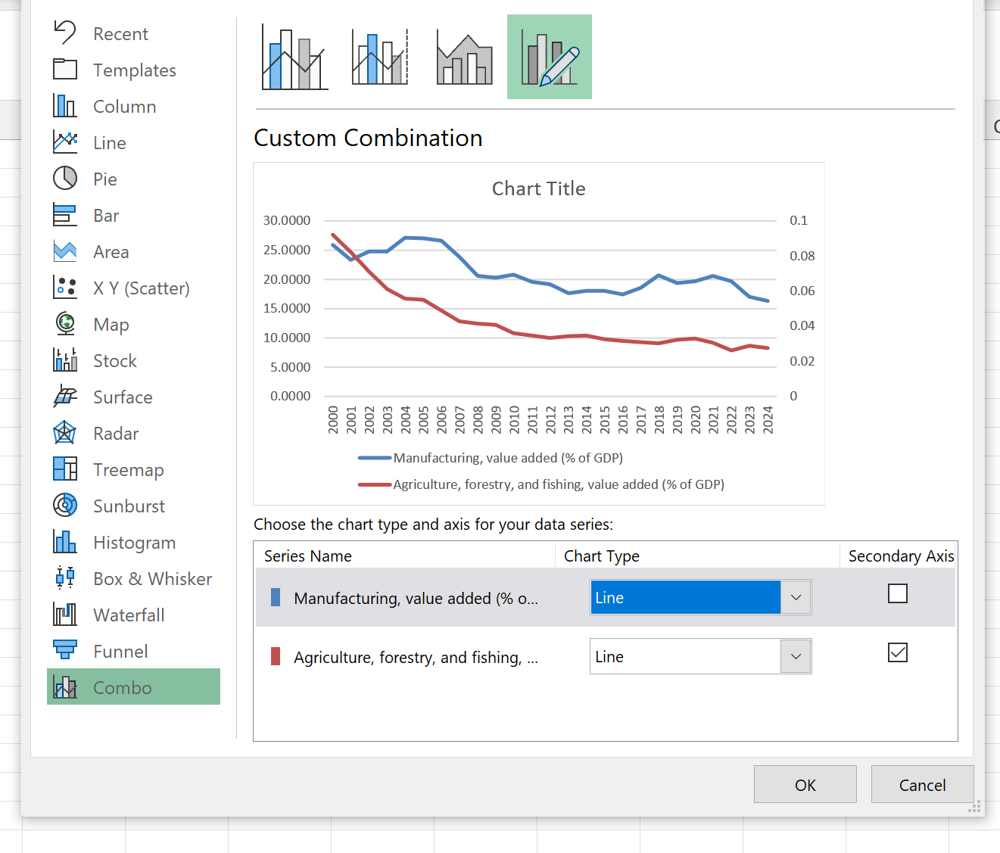 Recent
Templates
Column
Line
Pie
Bar
Area
X Y (Scatter)
Map
Stock
Surface
Radar
Treemap
Sunburst
Histogram
Box & Whisker
Waterfall
Funnel
Combo
Custom Combination
Chart Title
30.0000
25.0000
20.0000
15.0000
10.0000
5.0000
0.0000
0.1
0.08
0.06
0.04
0.02
0
2000 2001 2002 2003 2004 2005 2006 2007 2008 2009 2010 2011 2012 2013 2014 2015 2016 2017 2018 2019 2020 2021 2022 2023 2024
Manufacturing, value added (% of GDP)
Agriculture, forestry, and fishing, value added (% of GDP)
Choose the chart type and axis for your data series:
Series Name Chart Type Secondary Axis
Manufacturing, value added (% o... Line
Agriculture, forestry, and fishing, ... Line
OK Cancel